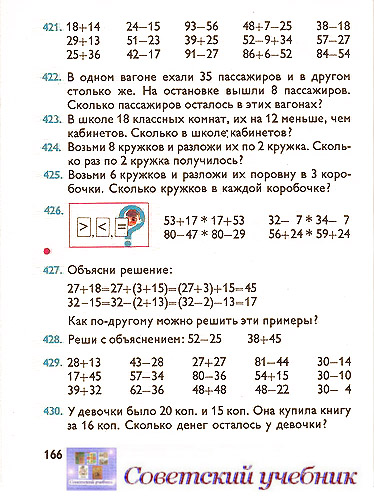 421. 18+14 24—15 93—56 48+7—25 38—18
29+13 51—23 39+25 52—9+34 57—27
25+36 42—17 91—27 86+6—52 84—54
422. В одном вагоне ехали 35 пассажиров и в другом
столько же. На остановке вышли 8 пассажиров.
Сколько пассажиров осталось в этих вагонах?
423. В школе 18 классных комнат, их на 12 меньше, чем
кабинетов. Сколько в школе кабинетов?
424. Возьми 8 кружков и разложи их по 2 кружка. Сколь-
ко раз по 2 кружка получилось?
425. Возьми 6 кружков и разложи их поровну в 3 коро-
бочки. Сколько кружков в каждой коробочке?
426. > , < , = ? 53+17 * 17+53 32— 7 * 34— 7
80—47 * 80—29 56+24 * 59+24
427. Объясни решение:
27+18=27+(3+15)=(27+3)+15=45
32—15=32—(2+13)=(32—2)—13=17
Как по-другому можно решить эти примеры?
428. Реши с объяснением: 52—25 38+45
429. 28+13 43—28 27+27 81—44 30—14
17+45 57—34 80—36 54+15 30—10
39+32 62—36 48+48 48—22 30— 4
430. У девочки было 20 коп. и 15 коп. Она купила книгу
за 16 коп. Сколько денег осталось у девочки?
166
Советский учебник